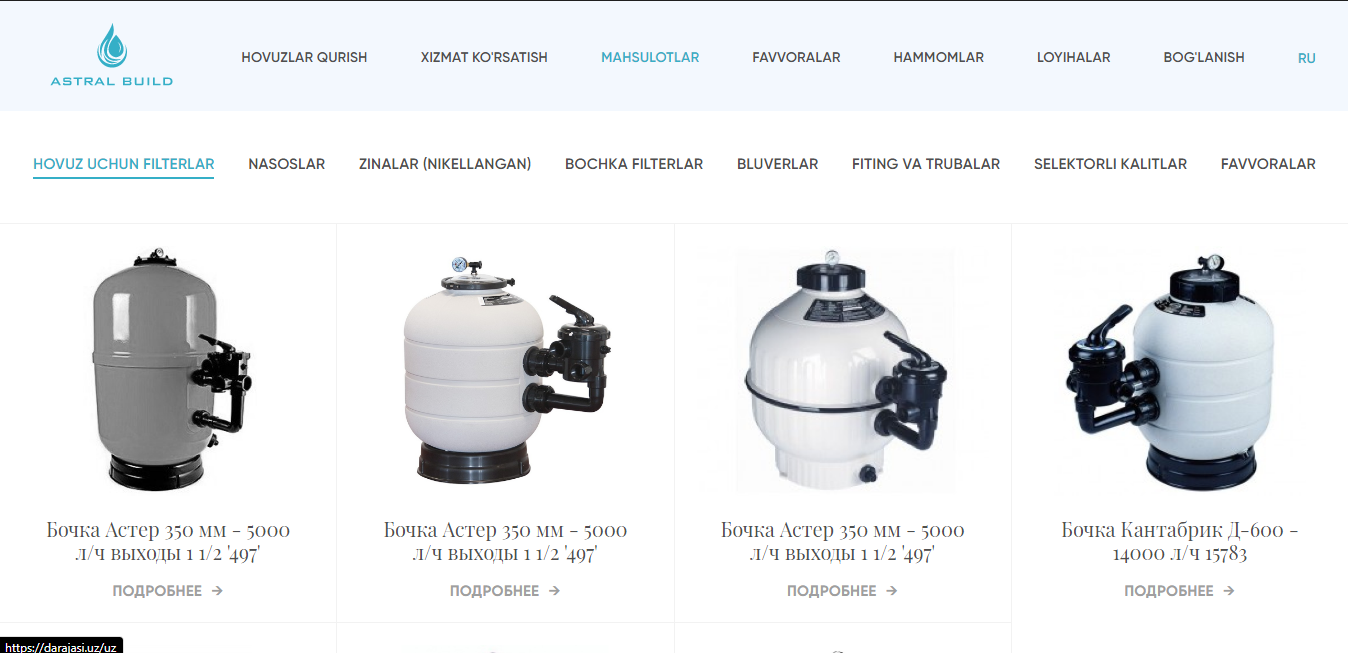 ASTRAL BUILD
HOVUZLAR QURISH
XIZMAT KO'RSATISH
MAHSULOTLAR
FAVVORALAR
HAMMOMLAR
LOYIHALAR
BOG'LANISH
RU
HOVUZ UCHUN FILTERLAR
NASOSLAR
ZINALAR (NIKELLANGAN)
BOCHKA FILTERLAR
BLUVERLAR
FITING VA TRUBALAR
SELEKTORLI KALITLAR
FAVVORALAR
Бочка Астер 350 мм - 5000
л/ч выходы 1 1/2 '497'
ПОДРОБНЕЕ →
Бочка Астер 350 мм - 5000
л/ч выходы 1 1/2 '497'
ПОДРОБНЕЕ →
Бочка Астер 350 мм - 5000
л/ч выходы 1 1/2 '497'
ПОДРОБНЕЕ →
Бочка Кантабрик Д-600 -
14000 л/ч 15783
ПОДРОБНЕЕ →
https://darajasi.uz/uz